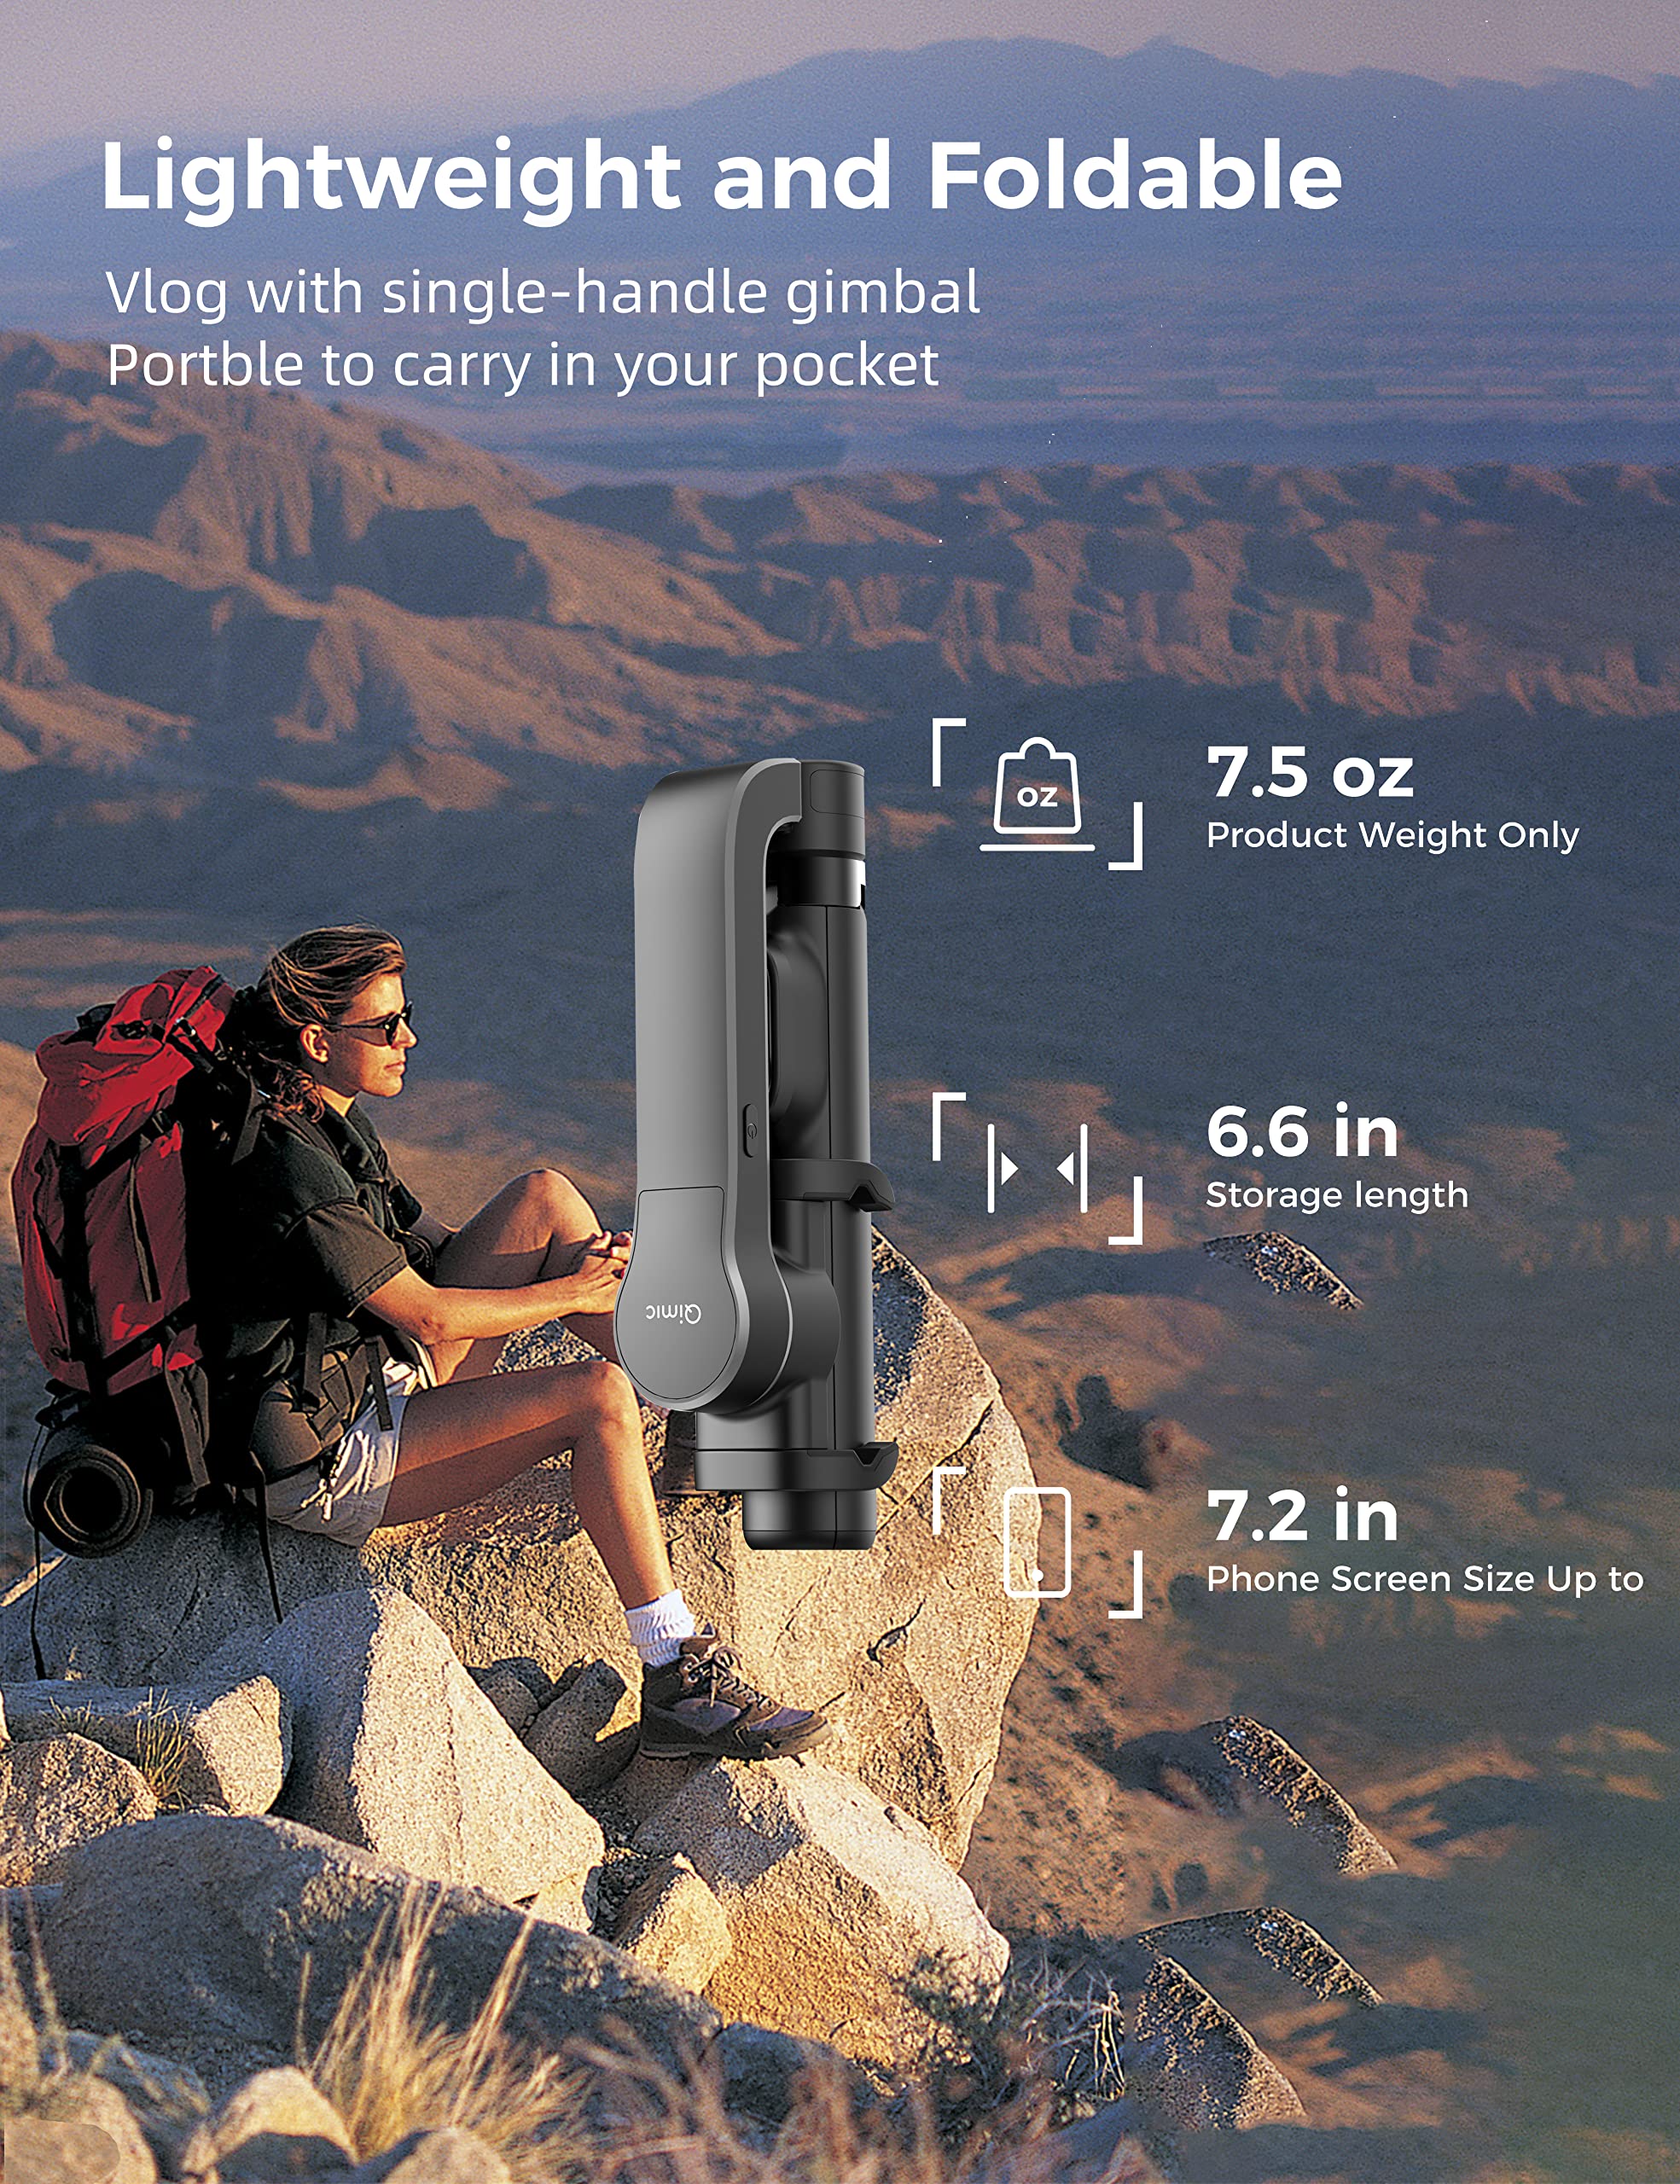 Lightweight and Foldable
Vlog with single-handle gimbal
Portble to carry in your pocket
oz
7.5 oz
Product Weight Only
6.6 in
Storage length
Qimic
7.2 in
Phone Screen Size Up to